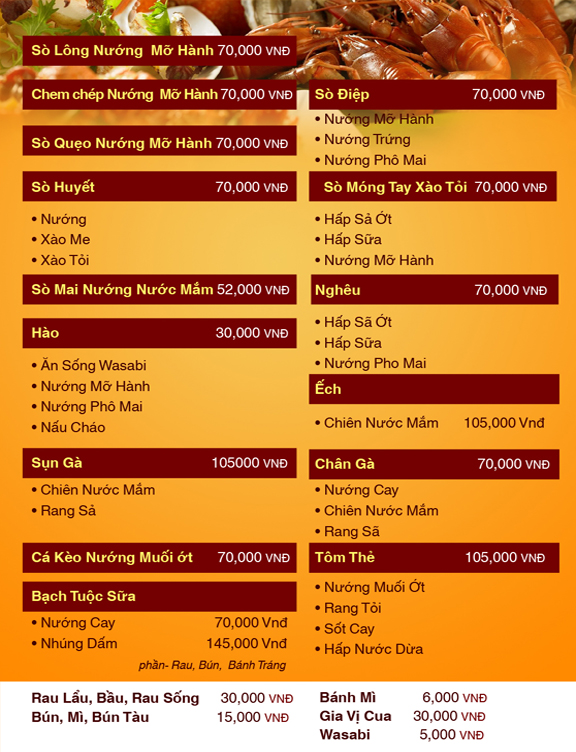 Sò Lông Nướng Mỡ Hành 70,000 VNĐ
Chem chép Nướng Mỡ Hành 70,000 VNĐ
Sò Quẹo Nướng Mỡ Hành 70,000 VNĐ
Sò Huyết 70,000 VNĐ
• Nướng
• Xào Me
• Xào Tỏi
Sò Mai Nướng Nước Mắm 52,000 VNĐ
Hào 30,000 VNĐ
• Ăn Sống Wasabi
• Nướng Mỡ Hành
• Nướng Phô Mai
• Nấu Cháo
Sụn Gà 105000 VNĐ
• Chiên Nước Mắm
• Rang Sả
Cá Kèo Nướng Muối ớt 70,000 VNĐ
Bạch Tuộc Sữa
• Nướng Cay 70,000 Vnđ
• Nhúng Dấm 145,000 Vnđ
phần- Rau, Bún, Bánh Tráng
Sò Điệp 70,000 VNĐ
• Nướng Mỡ Hành
• Nướng Trứng
• Nướng Phô Mai
Sò Móng Tay Xào Tỏi 70,000 VNĐ
• Hấp Sả Ớt
• Hấp Sữa
• Nướng Mỡ Hành
Nghêu 70,000 VNĐ
• Hấp Sã Ớt
• Hấp Sữa
• Nướng Pho Mai
Ếch
• Chiên Nước Mắm 105,000 Vnđ
Chân Gà 70,000 VNĐ
• Nướng Cay
• Chiên Nước Mắm
• Rang Sã
Tôm Thẻ 105,000 VNĐ
• Nướng Muối Ớt
• Rang Tỏi
• Sốt Cay
• Hấp Nước Dừa
Rau Lẩu, Bầu, Rau Sống 30,000 VNĐ
Bún, Mì, Bún Tàu 15,000 VNĐ
Bánh Mì 6,000 VNĐ
Gia Vị Cua 30,000 VNĐ
Wasabi 5,000 VNĐ